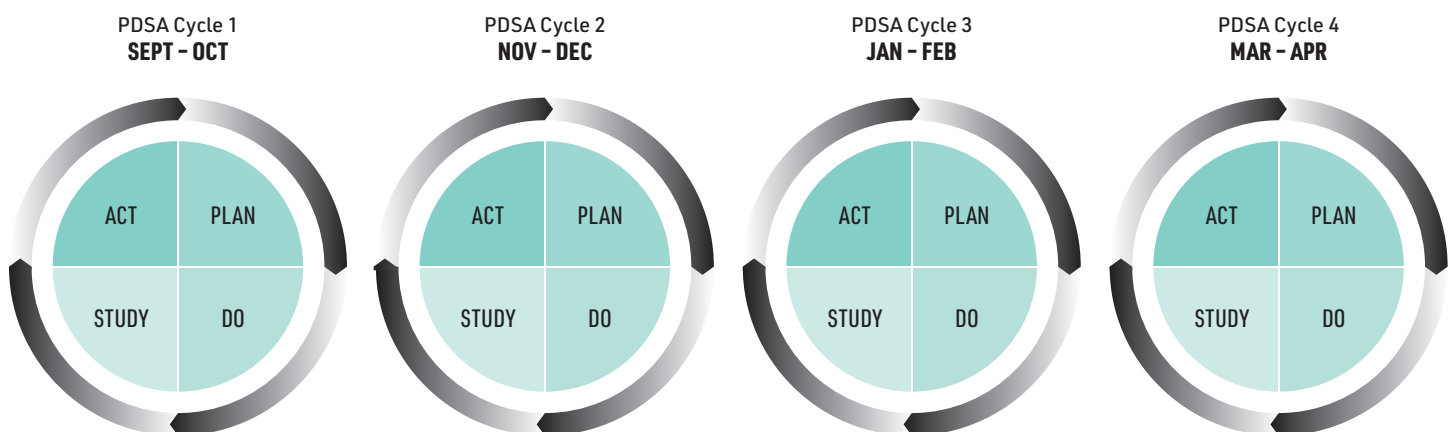 PDSA Cycle 1
SEPT – OCT
ACT
PLAN
STUDY
DO
PDSA Cycle 2
NOV – DEC
ACT
PLAN
STUDY
DO
PDSA Cycle 3
JAN – FEB
ACT
PLAN
STUDY
DO
PDSA Cycle 4
MAR – APR
ACT
PLAN
STUDY
DO